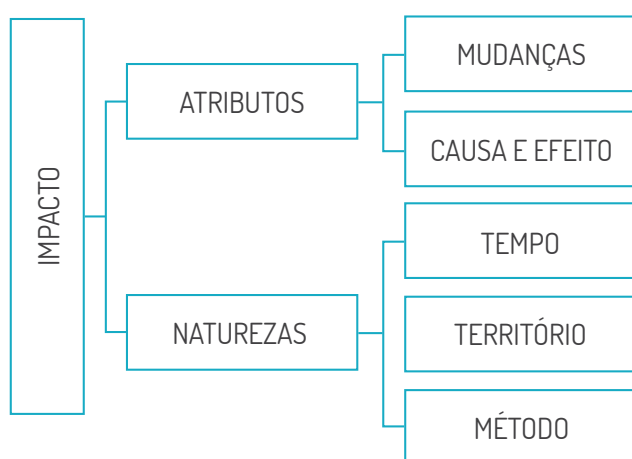 IMPACTO
ATRIBUTOS
MUDANÇAS
CAUSA E EFEITO
NATUREZAS
TEMPO
TERRITÓRIO
MÉTODO